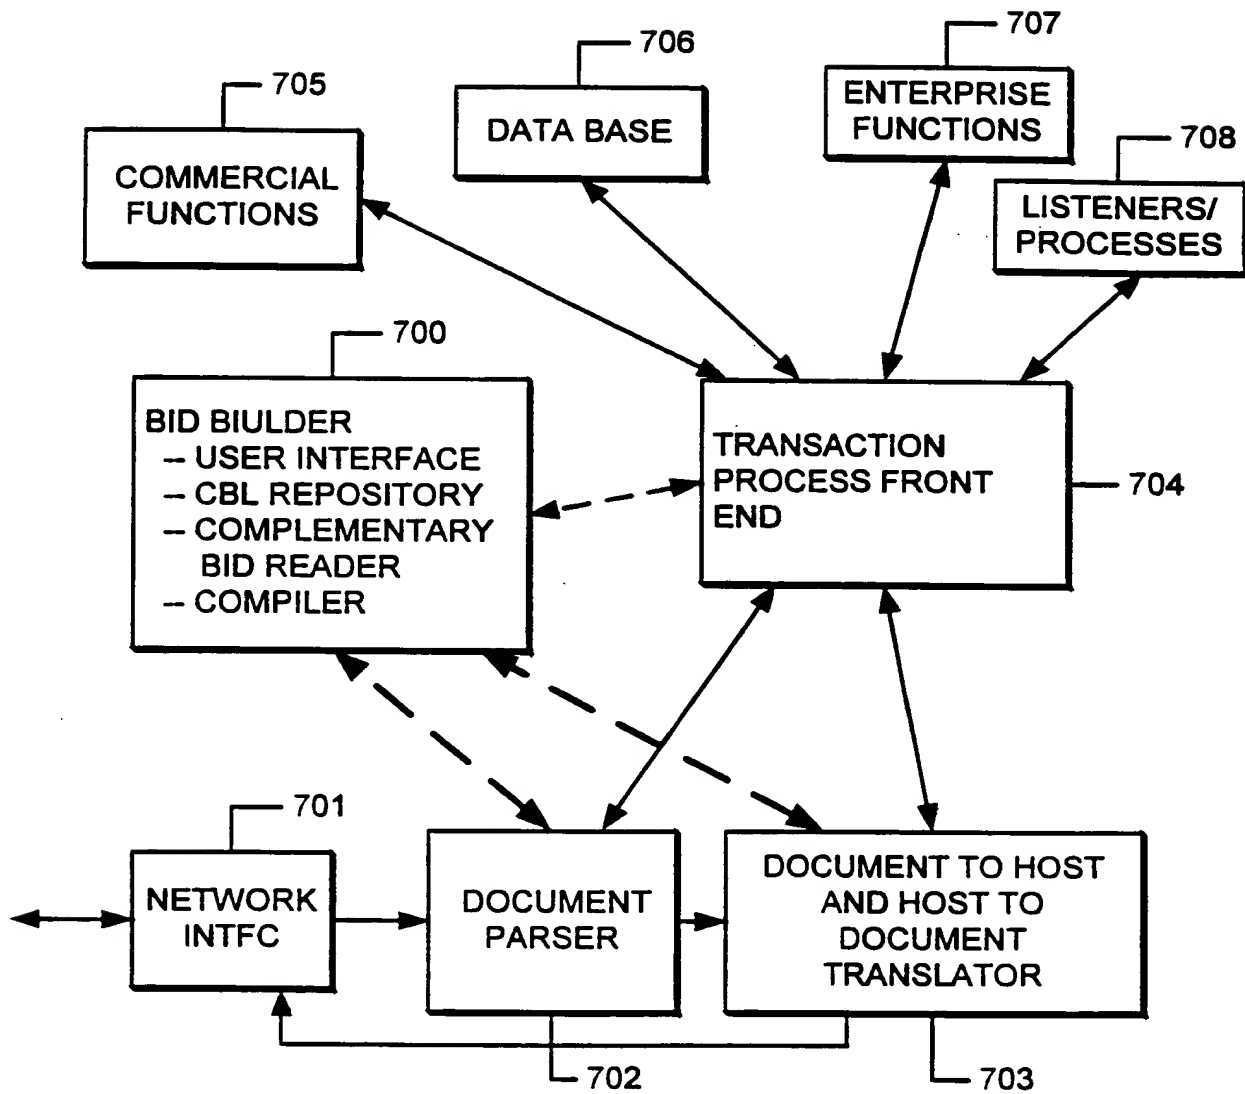 707
706
ENTERPRISE
FUNCTIONS
705
DATA BASE
708
COMMERCIAL
FUNCTIONS
LISTENERS/
PROCESSES
700
BID BIULDER
– USER INTERFACE
– CBL REPOSITORY
– COMPLEMENTARY
BID READER
– COMPILER
TRANSACTION
PROCESS FRONT
END
704
701
NETWORK
INTFC
DOCUMENT
PARSER
DOCUMENT TO HOST
AND HOST TO
DOCUMENT
TRANSLATOR
702
703